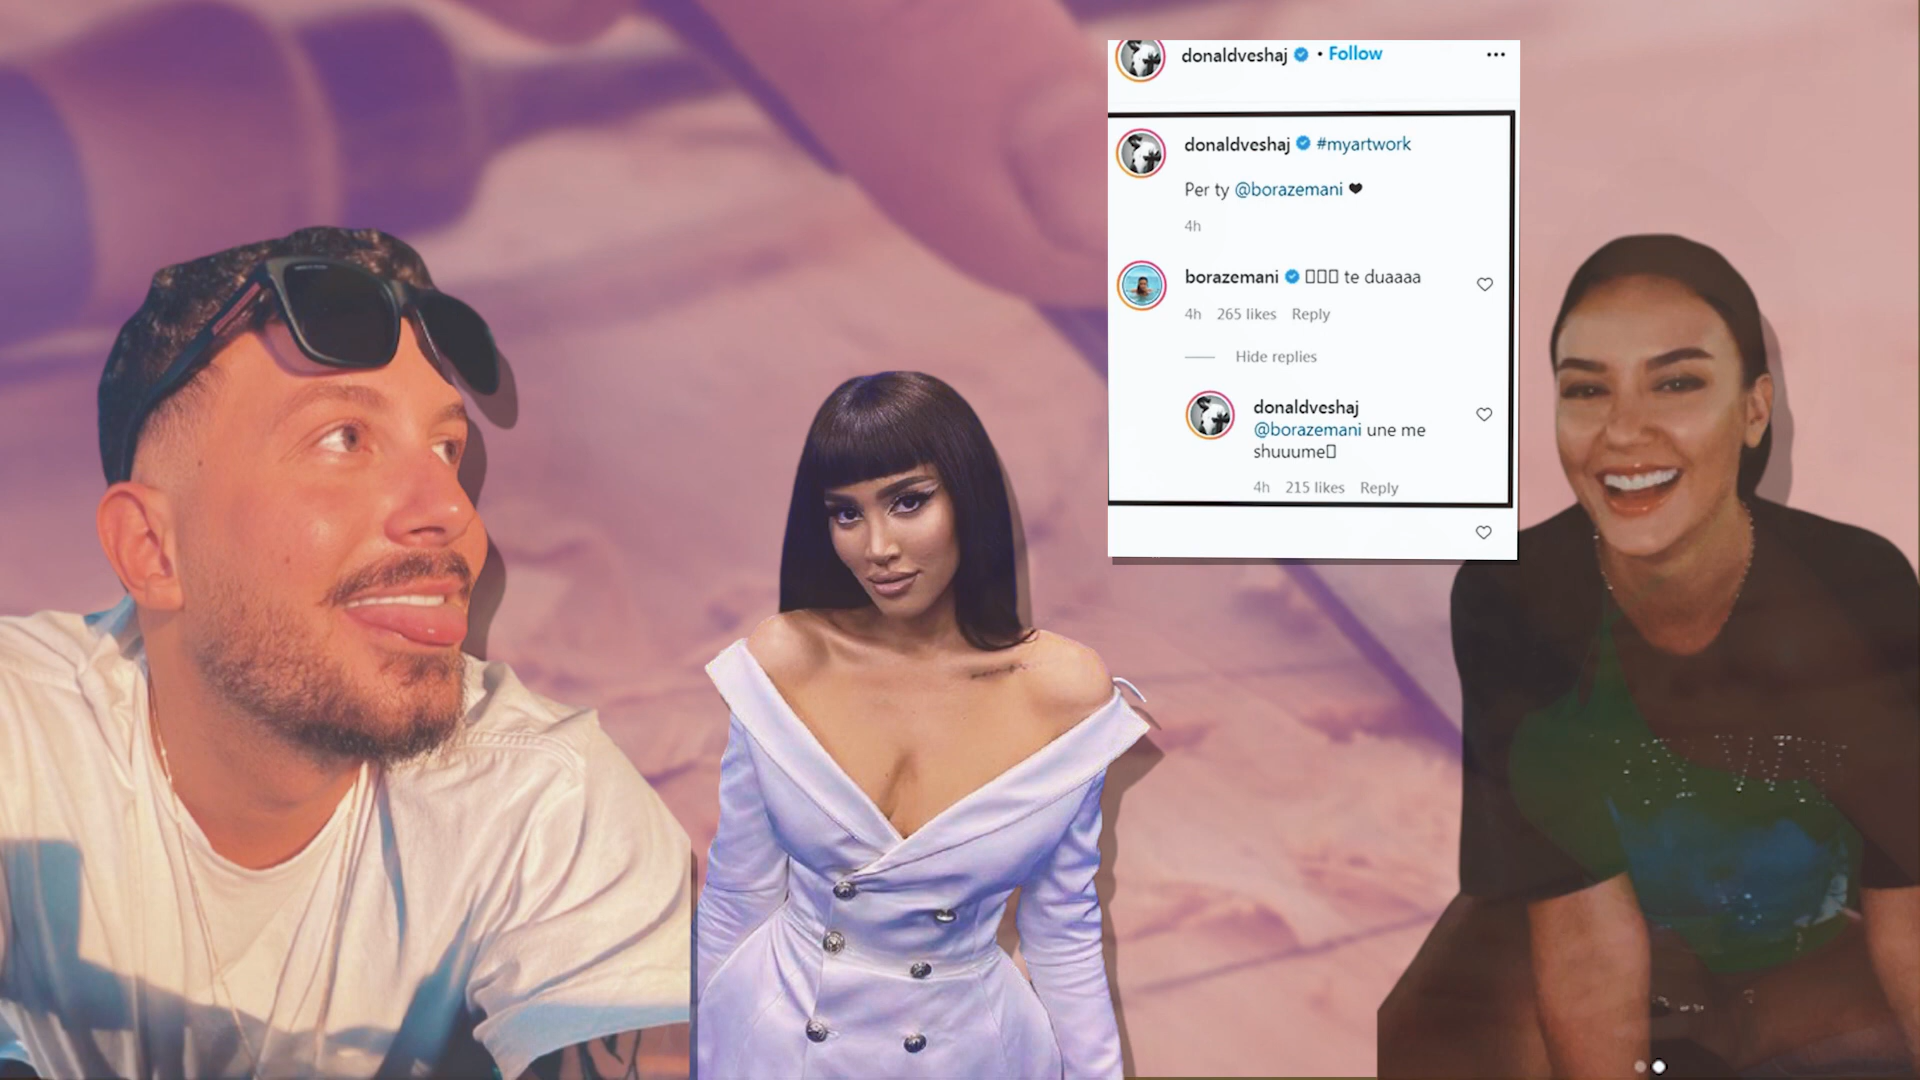 donaldveshaj • Follow
donaldveshaj #myartwork
Per ty @borazemani 🖤
4h
borazemani te duaaaa
4h 265 likes Reply
Hide replies
donaldveshaj
@borazemani une me
shuuume
4h 215 likes Reply